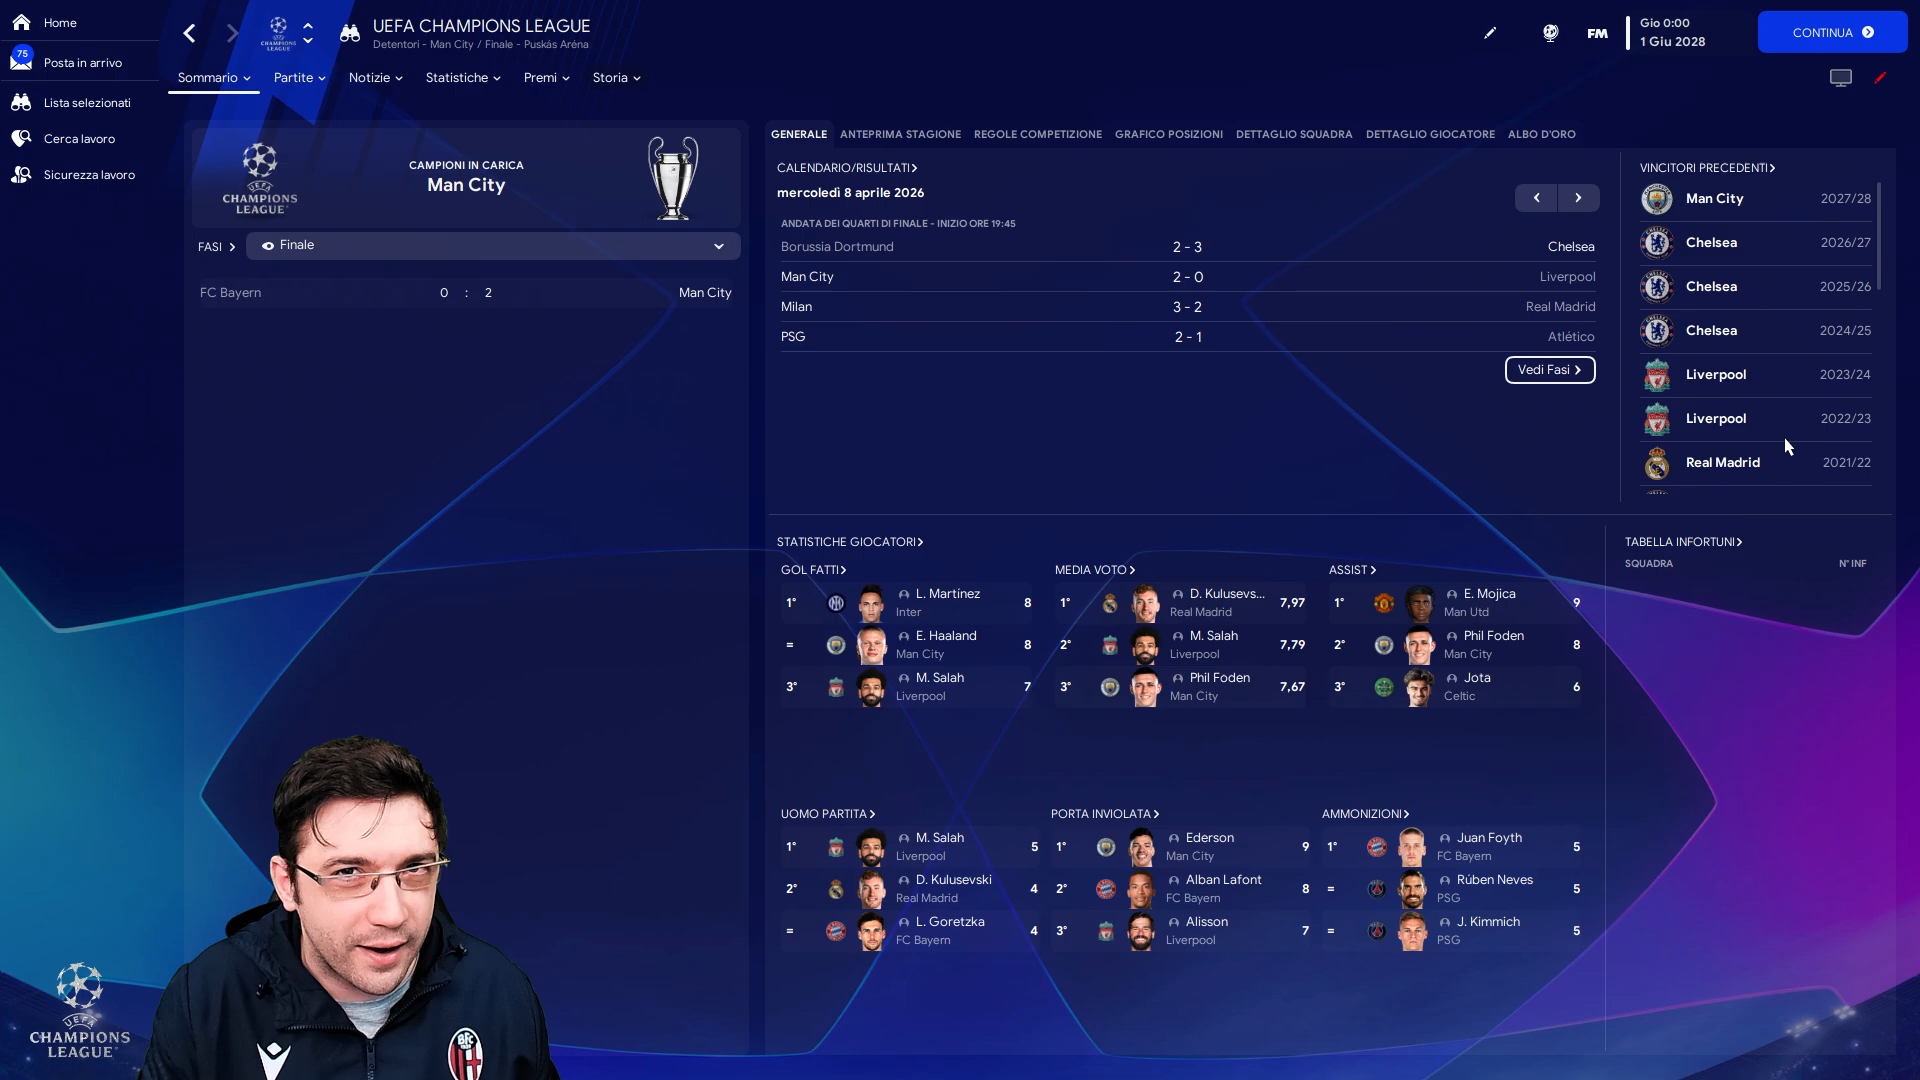 Home
75
Posta in arrivo
Lista selezionati
Cerca lavoro
Sicurezza lavoro
CHAMPIONS
LEAGUE
UEFA CHAMPIONS LEAGUE
Detentori - Man City / Finale - Puskás Aréna
FM
Gio 0:00
1 Giu 2028
CONTINUA
Sommario
Partite
Notizie
Statistiche
Premi
Storia
UEFA
CHAMPIONS
LEAGUE
CAMPIONI IN CARICA
Man City
FASI
Finale
FC Bayern 0 : 2 Man City
GENERALE
ANTEPRIMA STAGIONE
REGOLE COMPETIZIONE
GRAFICO POSIZIONI
DETTAGLIO SQUADRA
DETTAGLIO GIOCATORE
ALBO D'ORO
CALENDARIO/RISULTATI
mercoledì 8 aprile 2026
ANDATA DEI QUARTI DI FINALE - INIZIO ORE 19:45
Borussia Dortmund 2 - 3 Chelsea
Man City 2 - 0 Liverpool
Milan 3 - 2 Real Madrid
PSG 2 - 1 Atlético
Vedi Fasi
VINCITORI PRECEDENTI
Man City 2027/28
Chelsea 2026/27
Chelsea 2025/26
Chelsea 2024/25
Liverpool 2023/24
Liverpool 2022/23
Real Madrid 2021/22
STATISTICHE GIOCATORI
GOL FATTI
1° L. Martínez 8
Inter
= E. Haaland 8
Man City
3° M. Salah 7
Liverpool
MEDIA VOTO
1° D. Kulusevs... 7,97
Real Madrid
2° M. Salah 7,79
Liverpool
3° Phil Foden 7,67
Man City
ASSIST
1° E. Mojica 9
Man Utd
2° Phil Foden 8
Man City
3° Jota 6
Celtic
TABELLA INFORTUNI
SQUADRA N° INF
UOMO PARTITA
1° M. Salah 5
Liverpool
2° D. Kulusevski 4
Real Madrid
= L. Goretzka 4
FC Bayern
PORTA INVIOLATA
1° Ederson 9
Man City
2° Alban Lafont 8
FC Bayern
3° Alisson 7
Liverpool
AMMONIZIONI
1° Juan Foyth 5
FC Bayern
= Rúben Neves 5
PSG
= J. Kimmich 5
PSG
UEFA
CHAMPIONS
LEAGUE
BFC